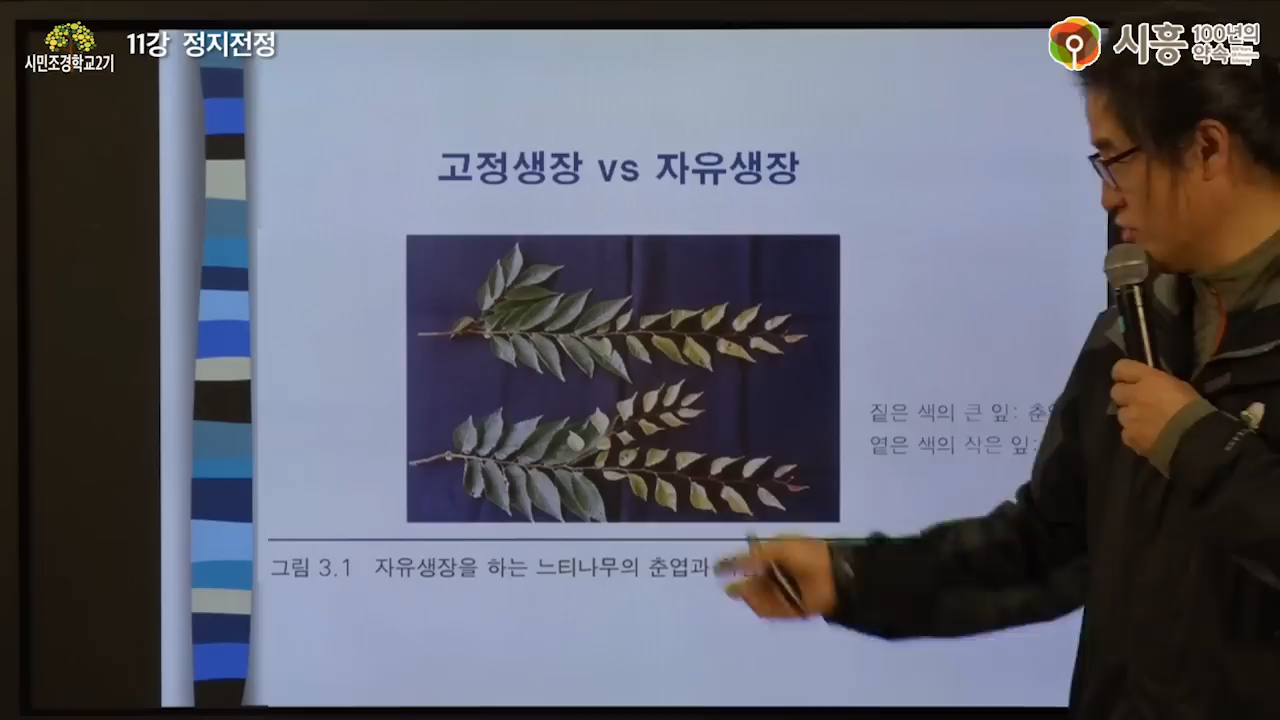 시민조경학교2기
11강 정지전정
시흥
100년의
약속
고정생장 vs 자유생장
짙은 색의 큰 잎:
옅은 색의 작은 잎:
그림 3.1 자유생장을 하는 느티나무의 춘엽과